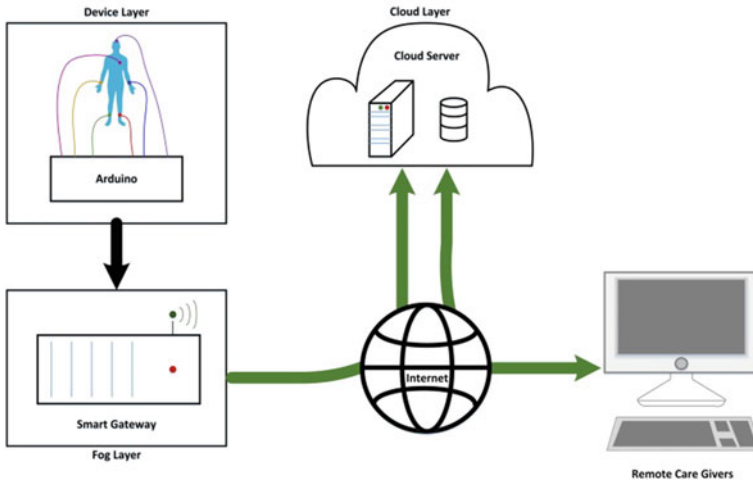 Device Layer
Arduino
Cloud Layer
Cloud Server
Smart Gateway
Fog Layer
Internet
Remote Care Givers